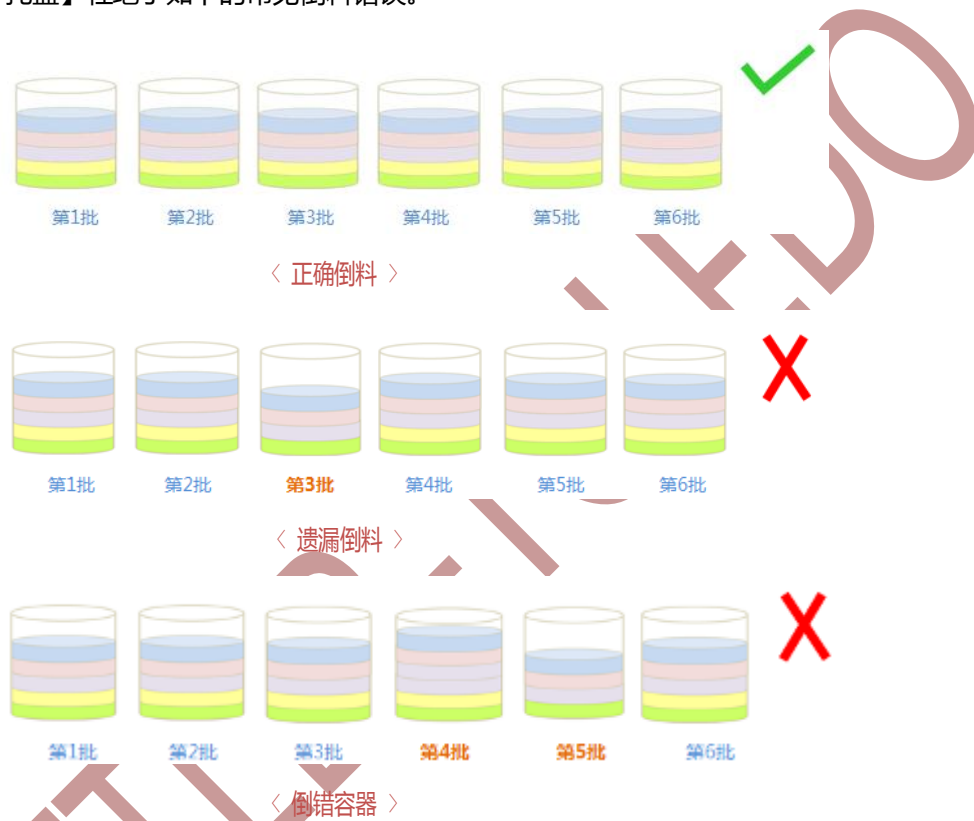 第1批 第2批 第3批 第4批 第5批 第6批
〈 正确倒料 〉
第1批 第2批 第3批 第4批 第5批 第6批
〈 遗漏倒料 〉
第1批 第2批 第3批 第4批 第5批 第6批
〈 倒错容器 〉